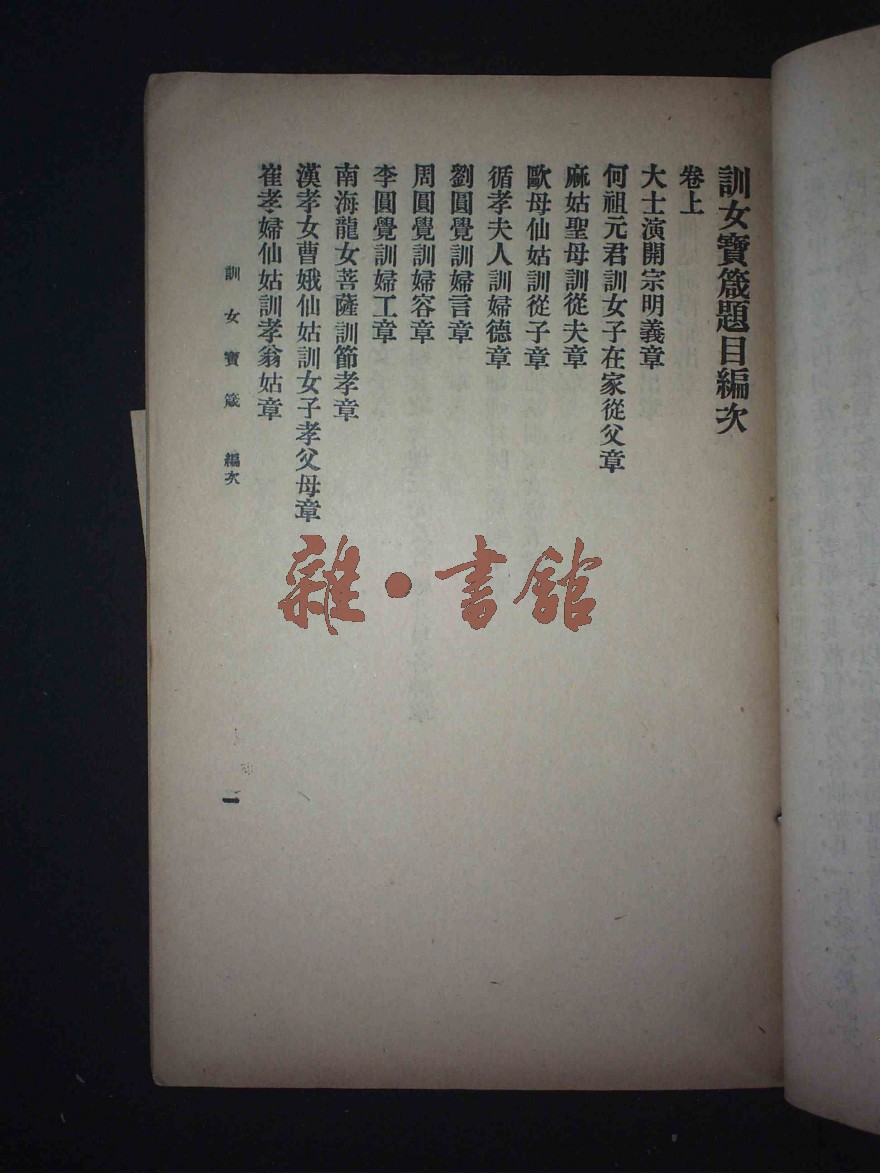 訓女寶箴題目編次
卷上
大士演開宗明義章
何祖元君訓女子在家從父章
麻姑聖母訓從夫章
歐母仙姑訓從子章
循孝夫人訓婦德章
劉圓覺訓婦言章
周圓覺訓婦容章
李圓覺訓婦工章
南海龍女菩薩訓節孝章
漢孝女曹娥仙姑訓女子孝父母章
崔孝婦仙姑訓孝翁姑章
訓女寶箴 編次
一
雜·書館